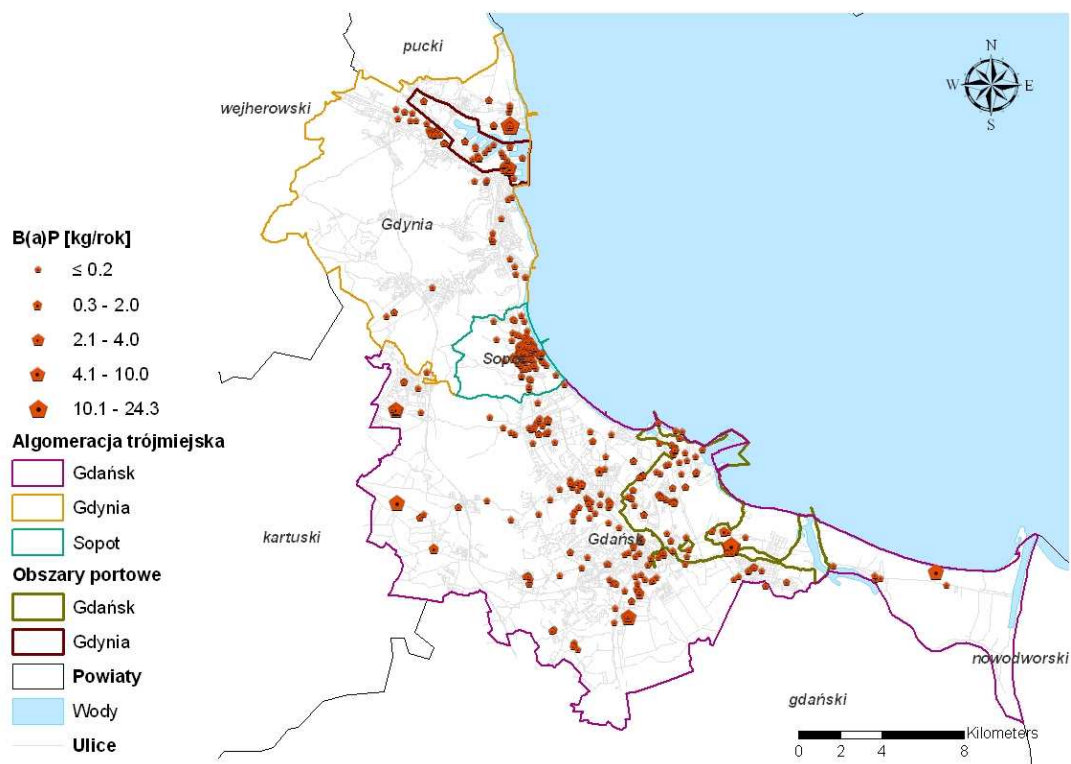 pucki
N
W
E
S
wejherowski
Gdynia
B(a)P [kg/rok]
≤ 0.2
0.3 - 2.0
2.1 - 4.0
4.1 - 10.0
10.1 - 24.3
Sopot
Algomeracja trójmiejska
Gdańsk
Gdynia
Sopot
kartuski
Gdańsk
Obszary portowe
Gdańsk
Gdynia
Powiaty
Wody
Ulice
nowodworski
gdański
Kilometers
0 2 4 8